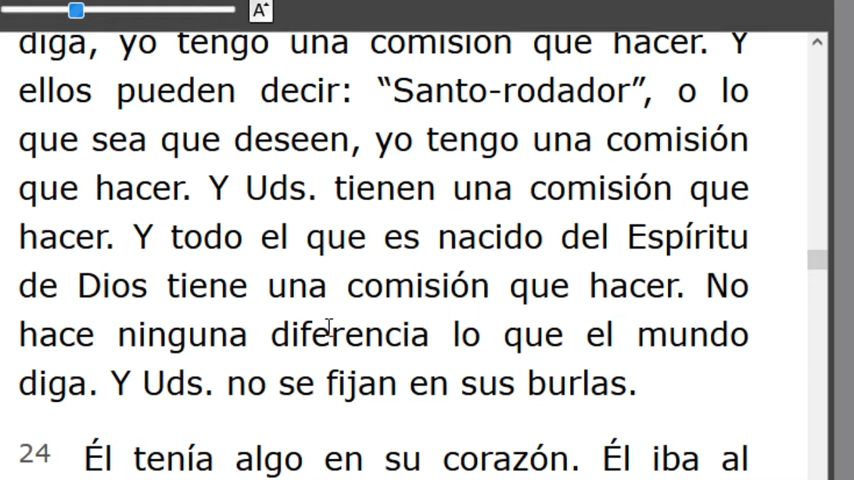 A
diga, yo tengo una comisión que hacer. Y
ellos pueden decir: “Santo-rodador”, o lo
que sea que deseen, yo tengo una comisión
que hacer. Y Uds. tienen una comisión que
hacer. Y todo el que es nacido del Espíritu
de Dios tiene una comisión que hacer. No
hace ninguna diferencia lo que el mundo
diga. Y Uds. no se fijan en sus burlas.
24 Él tenía algo en su corazón. Él iba al